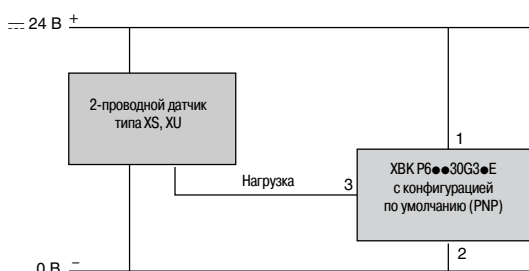 24 В +
2-проводной датчик
типа XS, XU
1
Нагрузка
3
XBK P6●●30G3●E
с конфигурацией
по умолчанию (PNP)
2
0 В –